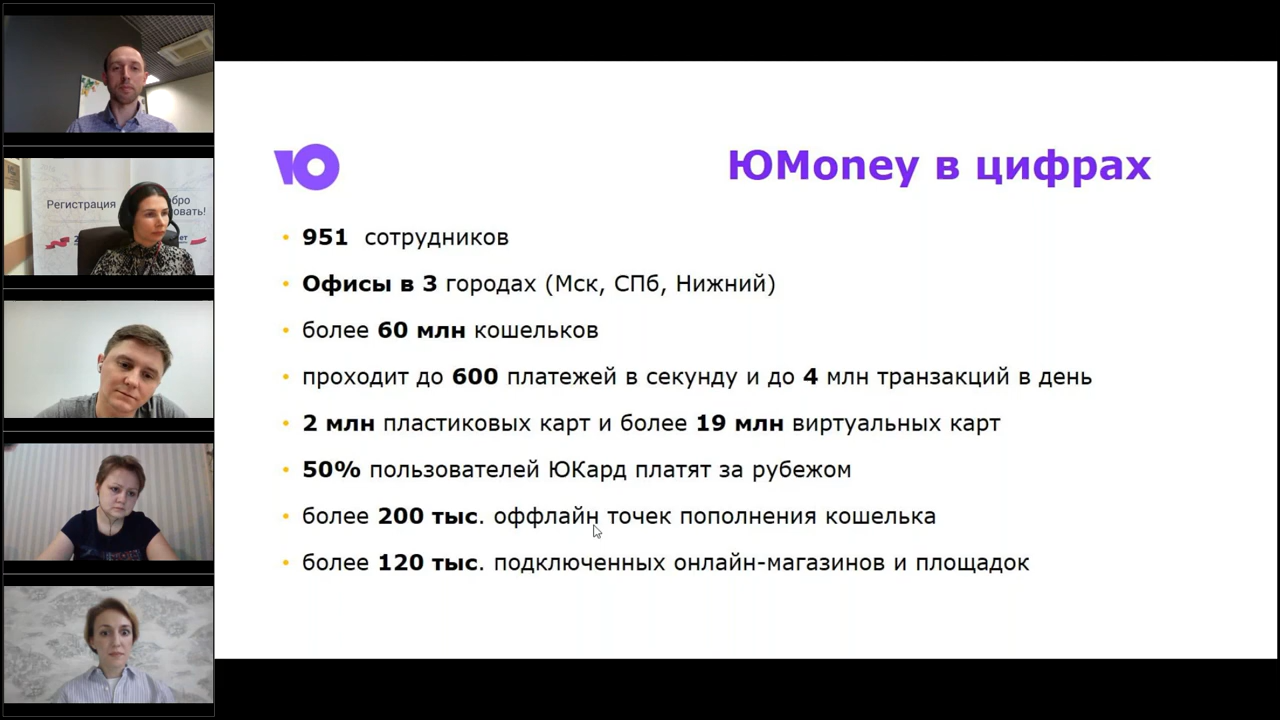 Регистрация
ЮMoney в цифрах
951 сотрудников
Офисы в 3 городах (Мск, СПб, Нижний)
более 60 млн кошельков
проходит до 600 платежей в секунду и до 4 млн транзакций в день
2 млн пластиковых карт и более 19 млн виртуальных карт
50% пользователей ЮКард платят за рубежом
более 200 тыс. оффлайн точек пополнения кошелька
более 120 тыс. подключенных онлайн-магазинов и площадок